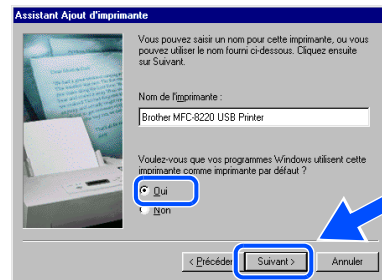 Assistant Ajout d'imprimante
Vous pouvez saisir un nom pour cette imprimante, ou vous
pouvez utiliser le nom fourni ci-dessous. Cliquez ensuite
sur Suivant.
Nom de l'imprimante :
Brother MFC-8220 USB Printer
Voulez-vous que vos programmes Windows utilisent cette
imprimante comme imprimante par défaut ?
Oui
Non
< Précéden
Suivant >
Annuler